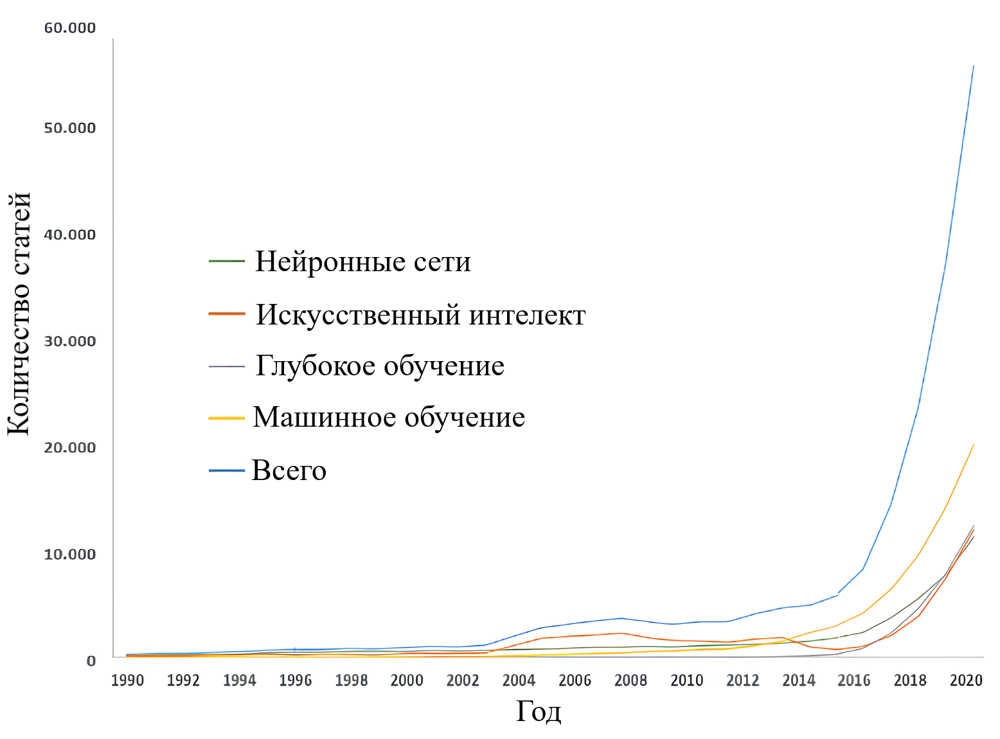 60.000
50.000
40.000
30.000
20.000
10.000
0
Количество статей
Нейронные сети
Искусственный интелект
Глубокое обучение
Машинное обучение
Всего
1990 1992 1994 1996 1998 2000 2002 2004 2006 2008 2010 2012 2014 2016 2018 2020
Год